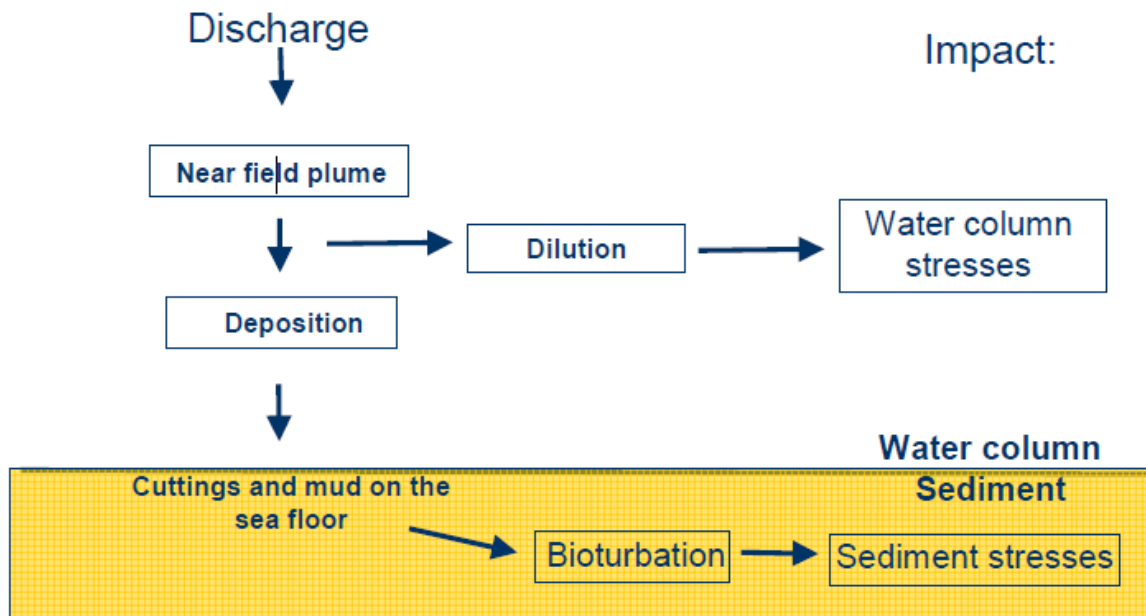 Discharge
Impact:
Near field plume
Water column
stresses
Dilution
Deposition
Water column
Sediment
Cuttings and mud on the
sea floor
Bioturbation
Sediment stresses